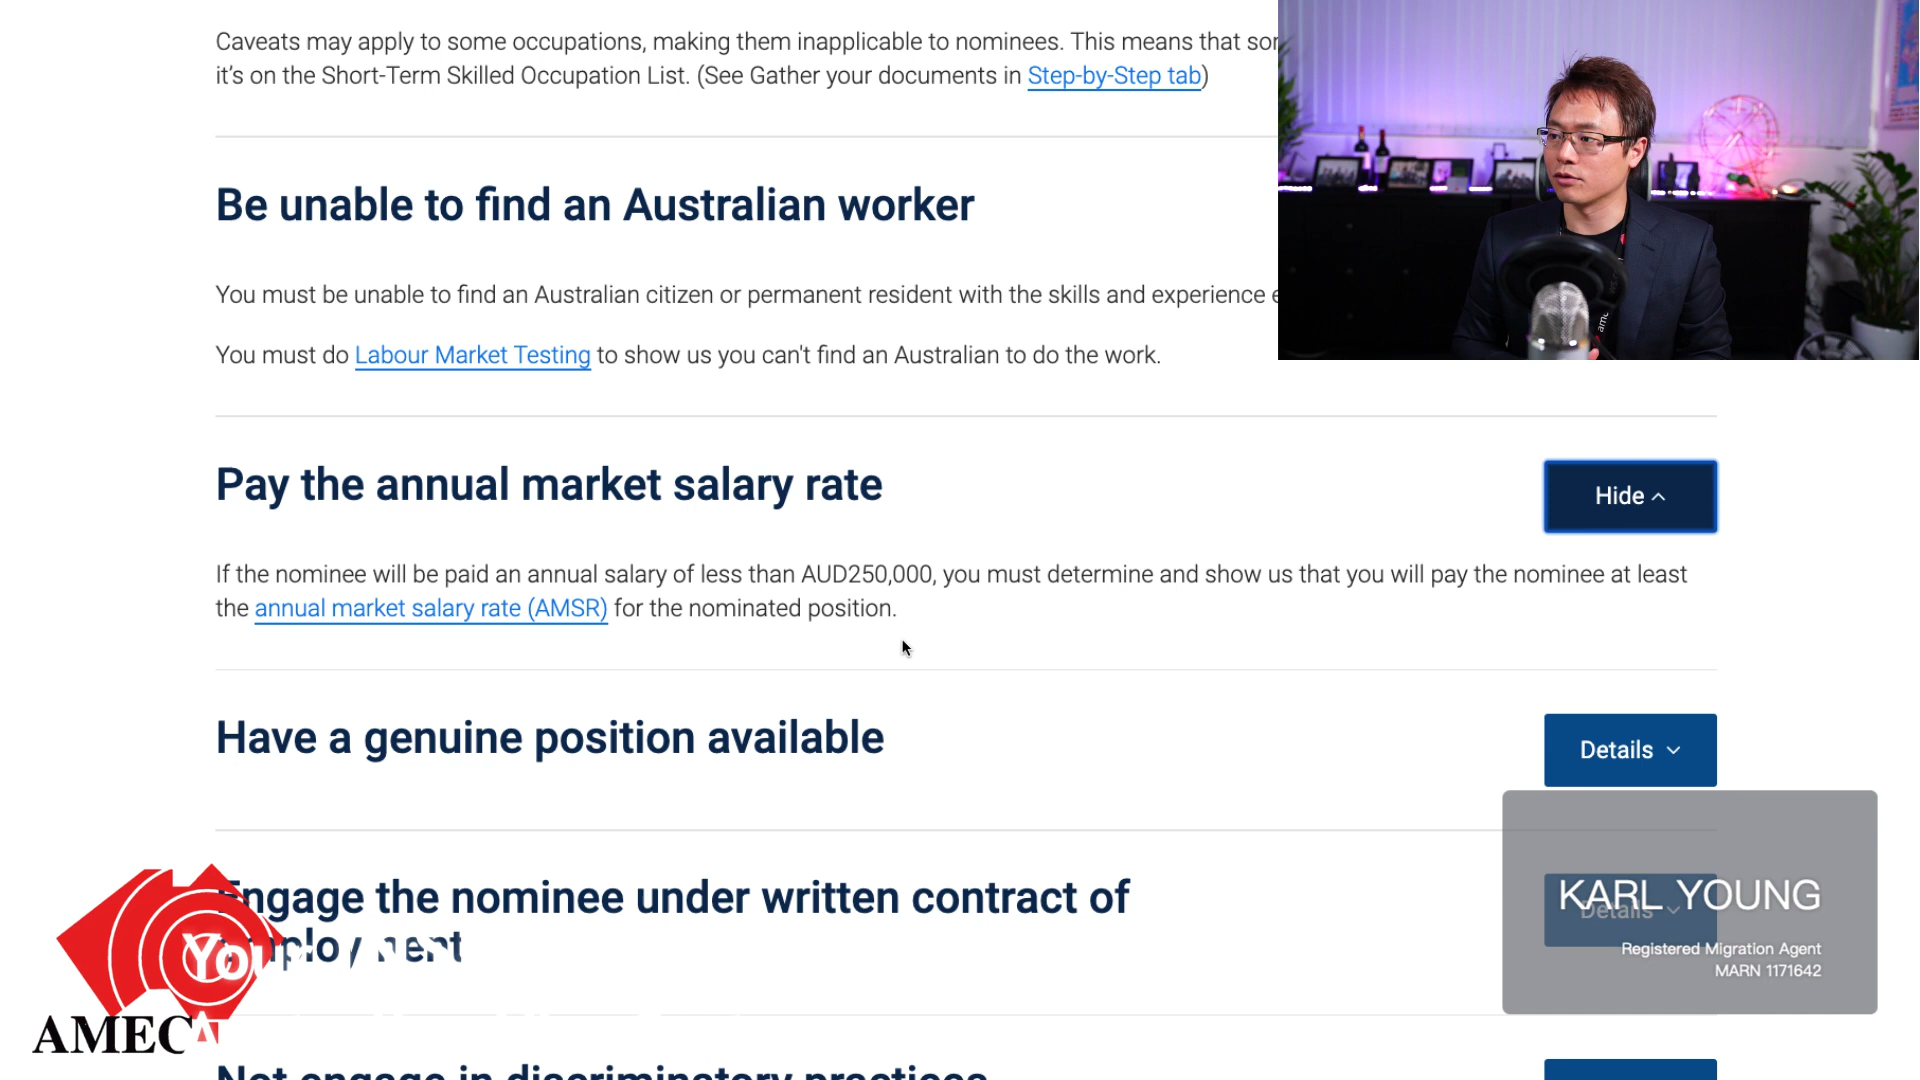 Caveats may apply to some occupations, making them inapplicable to nominees. This means that
it's on the Short-Term Skilled Occupation List. (See Gather your documents in Step-by-Step tab)
Be unable to find an Australian worker
You must be unable to find an Australian citizen or permanent resident with the skills and experience
You must do Labour Market Testing to show us you can't find an Australian to do the work.
Pay the annual market salary rate
Hide
If the nominee will be paid an annual salary of less than AUD250,000, you must determine and show us that you will pay the nominee at least
the annual market salary rate (AMSR) for the nominated position.
Have a genuine position available
Details
Engage the nominee under written contract of
employment
Details
KARL YOUNG
Registered Migration Agent
MARN 1171642
AMEC
Not engage in discriminatory practices